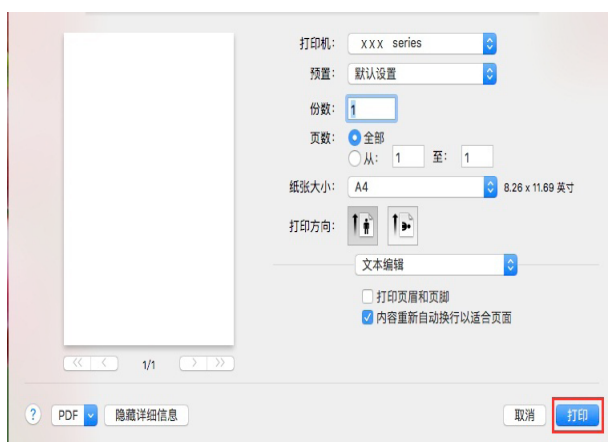 打印机: xxx series
预置: 默认设置
份数: 1
页数: 全部
从: 1 至: 1
纸张大小: A4 8.26 x 11.69 英寸
打印方向:
文本编辑
打印页眉和页脚
内容重新自动换行以适合页面
1/1
? PDF 隐藏详细信息 取消 打印